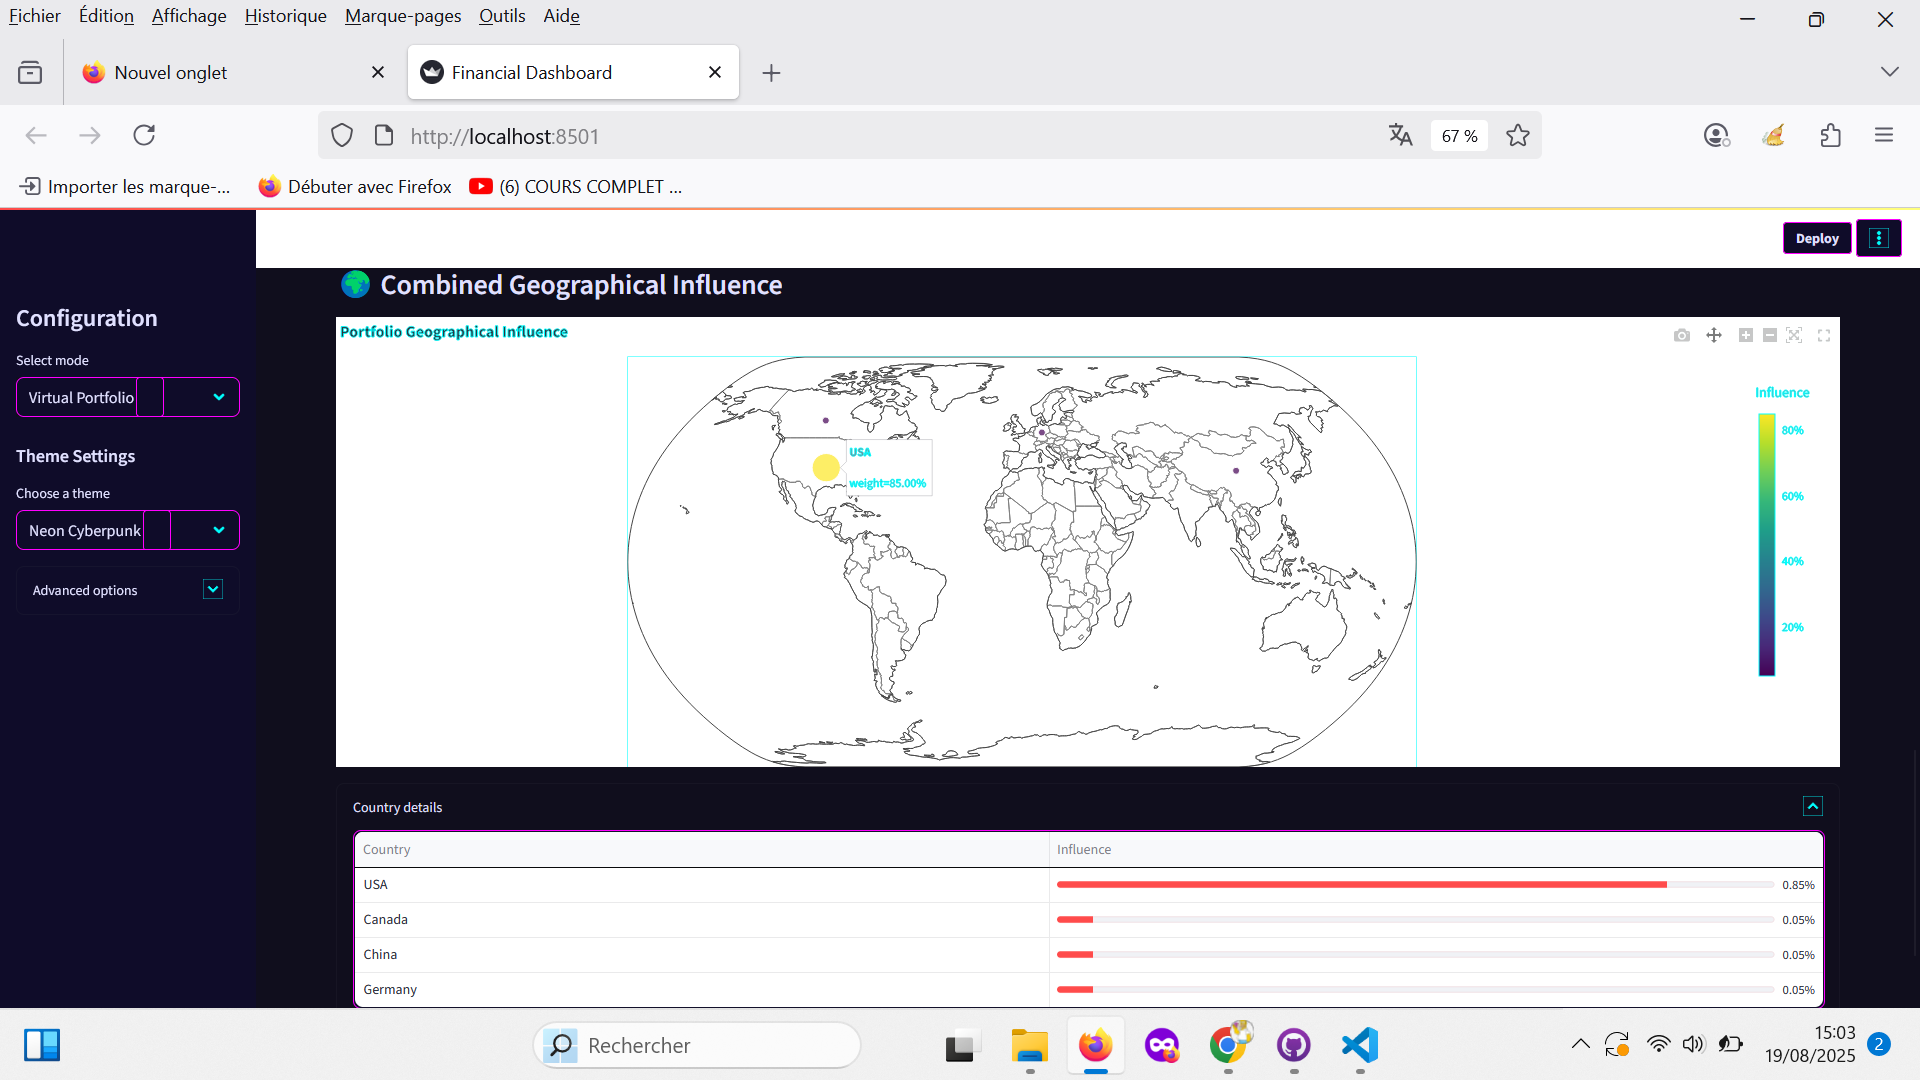 Fichier Édition Affichage Historique Marque-pages Outils Aide
Nouvel onglet
Financial Dashboard
http://localhost:8501
67 %
Importer les marque-...
Débuter avec Firefox
(6) COURS COMPLET ...
Deploy
Combined Geographical Influence
Configuration
Select mode
Virtual Portfolio
Theme Settings
Choose a theme
Neon Cyberpunk
Advanced options
Portfolio Geographical Influence
USA
weight=85.00%
Influence
80%
60%
40%
20%
Country details
Country Influence
USA 0.85%
Canada 0.05%
China 0.05%
Germany 0.05%
Rechercher
15:03
19/08/2025
2